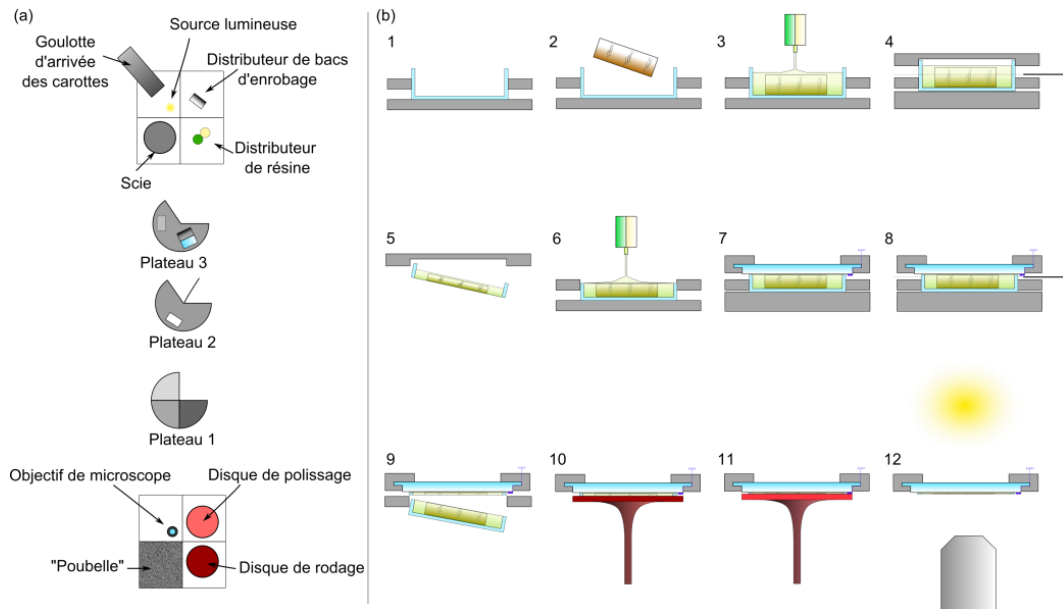 (a)
Source lumineuse
Goulotte
d'arrivée
des carottes
Distributeur de bacs
d'enrobage
Distributeur
de résine
Scie
Plateau 3
Plateau 2
Plateau 1
Objectif de microscope
Disque de polissage
"Poubelle"
Disque de rodage
(b)
1
2
3
4
5
6
7
8
9
10
11
12